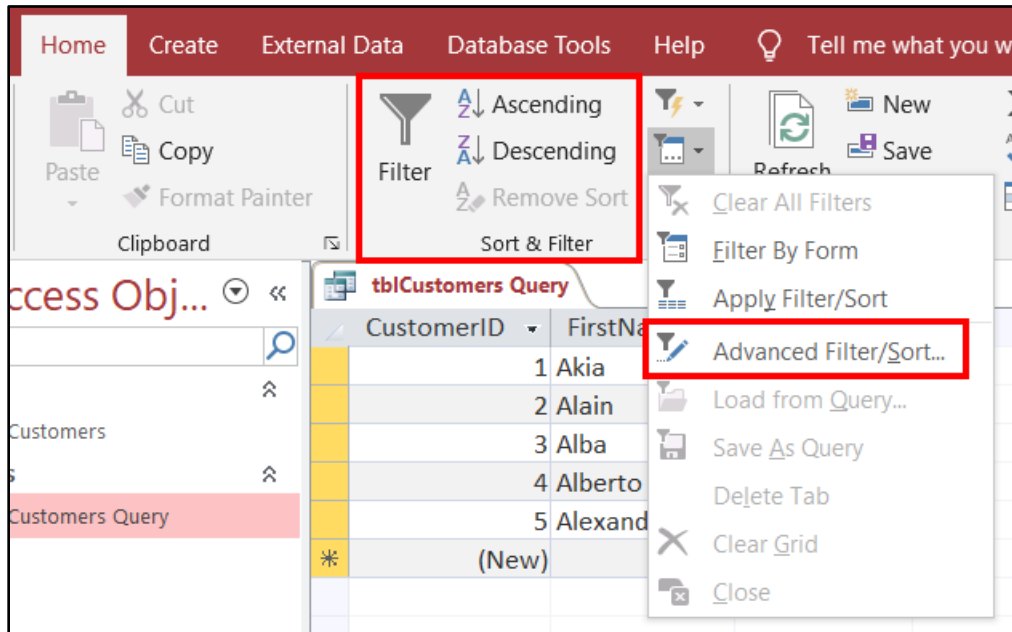 Home Create External Data Database Tools Help Tell me what you w
Cut
Copy
Format Painter
Paste
Clipboard
Filter
Ascending
Descending
Remove Sort
Sort & Filter
Refresh
New
Save
Clear All Filters
Filter By Form
Apply Filter/Sort
Advanced Filter/Sort...
Load from Query...
Save As Query
Delete Tab
Clear Grid
Close
ccess Obj...
Customers
s
Customers Query
tblCustomers Query
CustomerID FirstNa
1 Akia
2 Alain
3 Alba
4 Alberto
5 Alexand
(New)